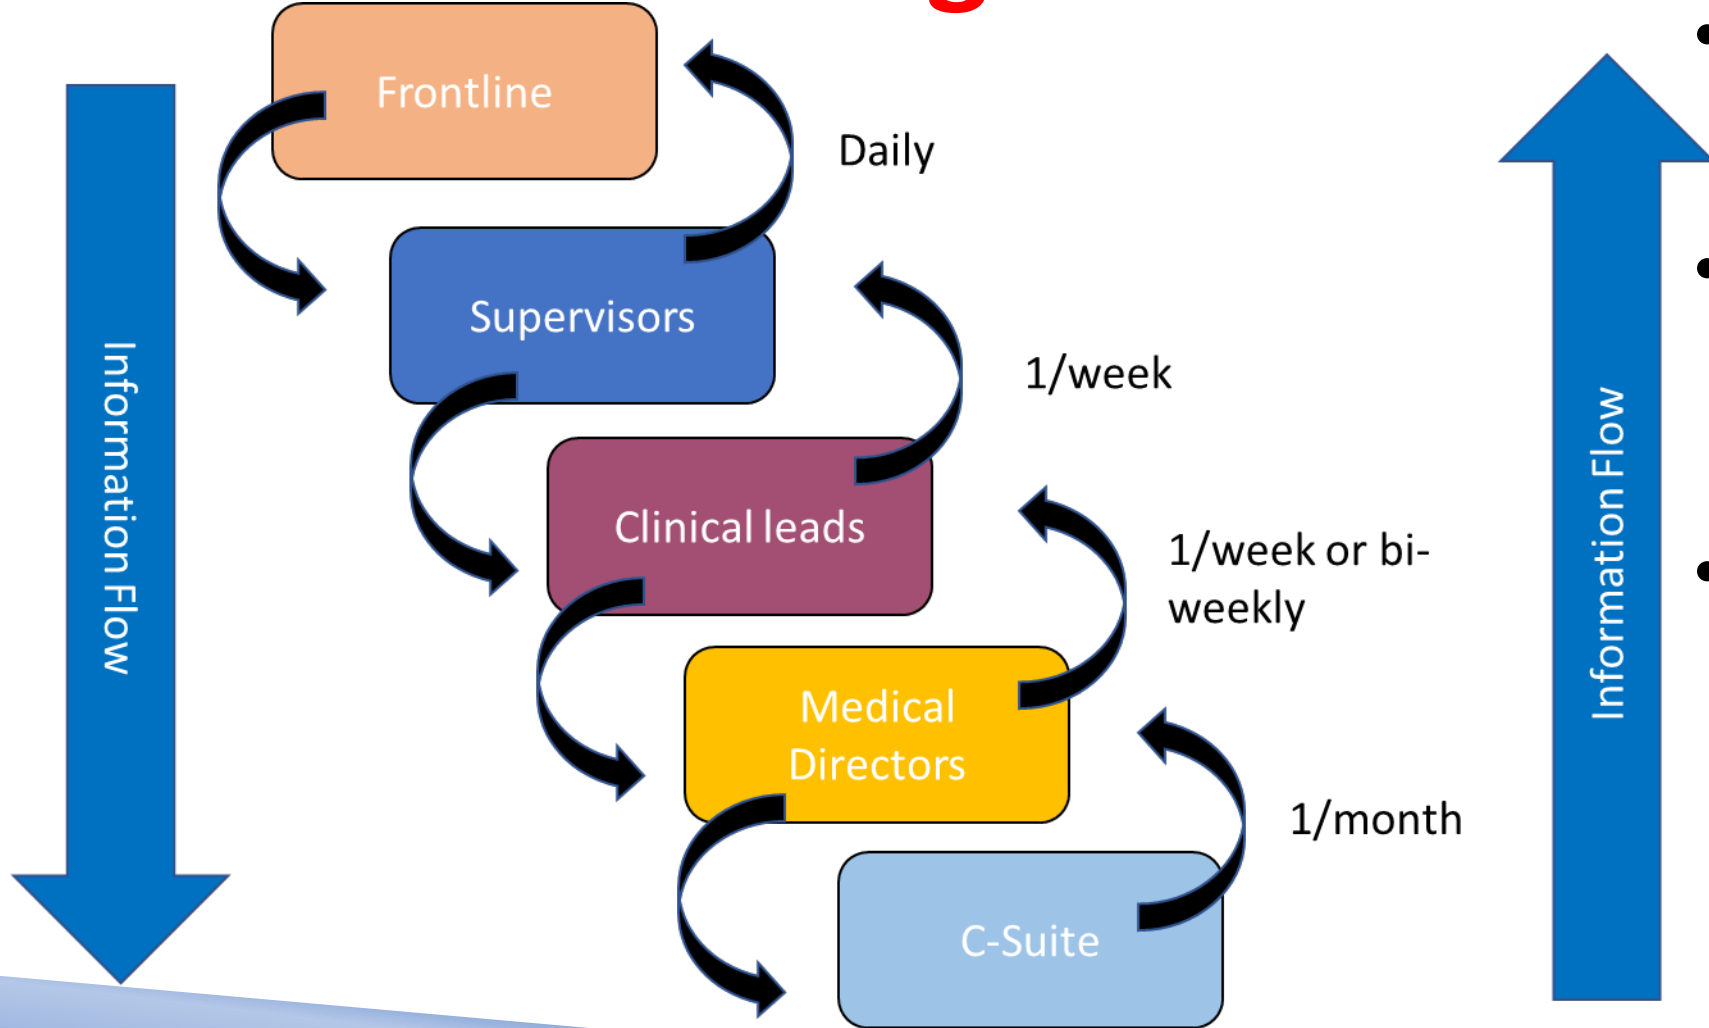 Frontline
Daily
Supervisors
1/week
Clinical leads
1/week or bi-
weekly
Medical
Directors
1/month
C-Suite
Information Flow
Information Flow